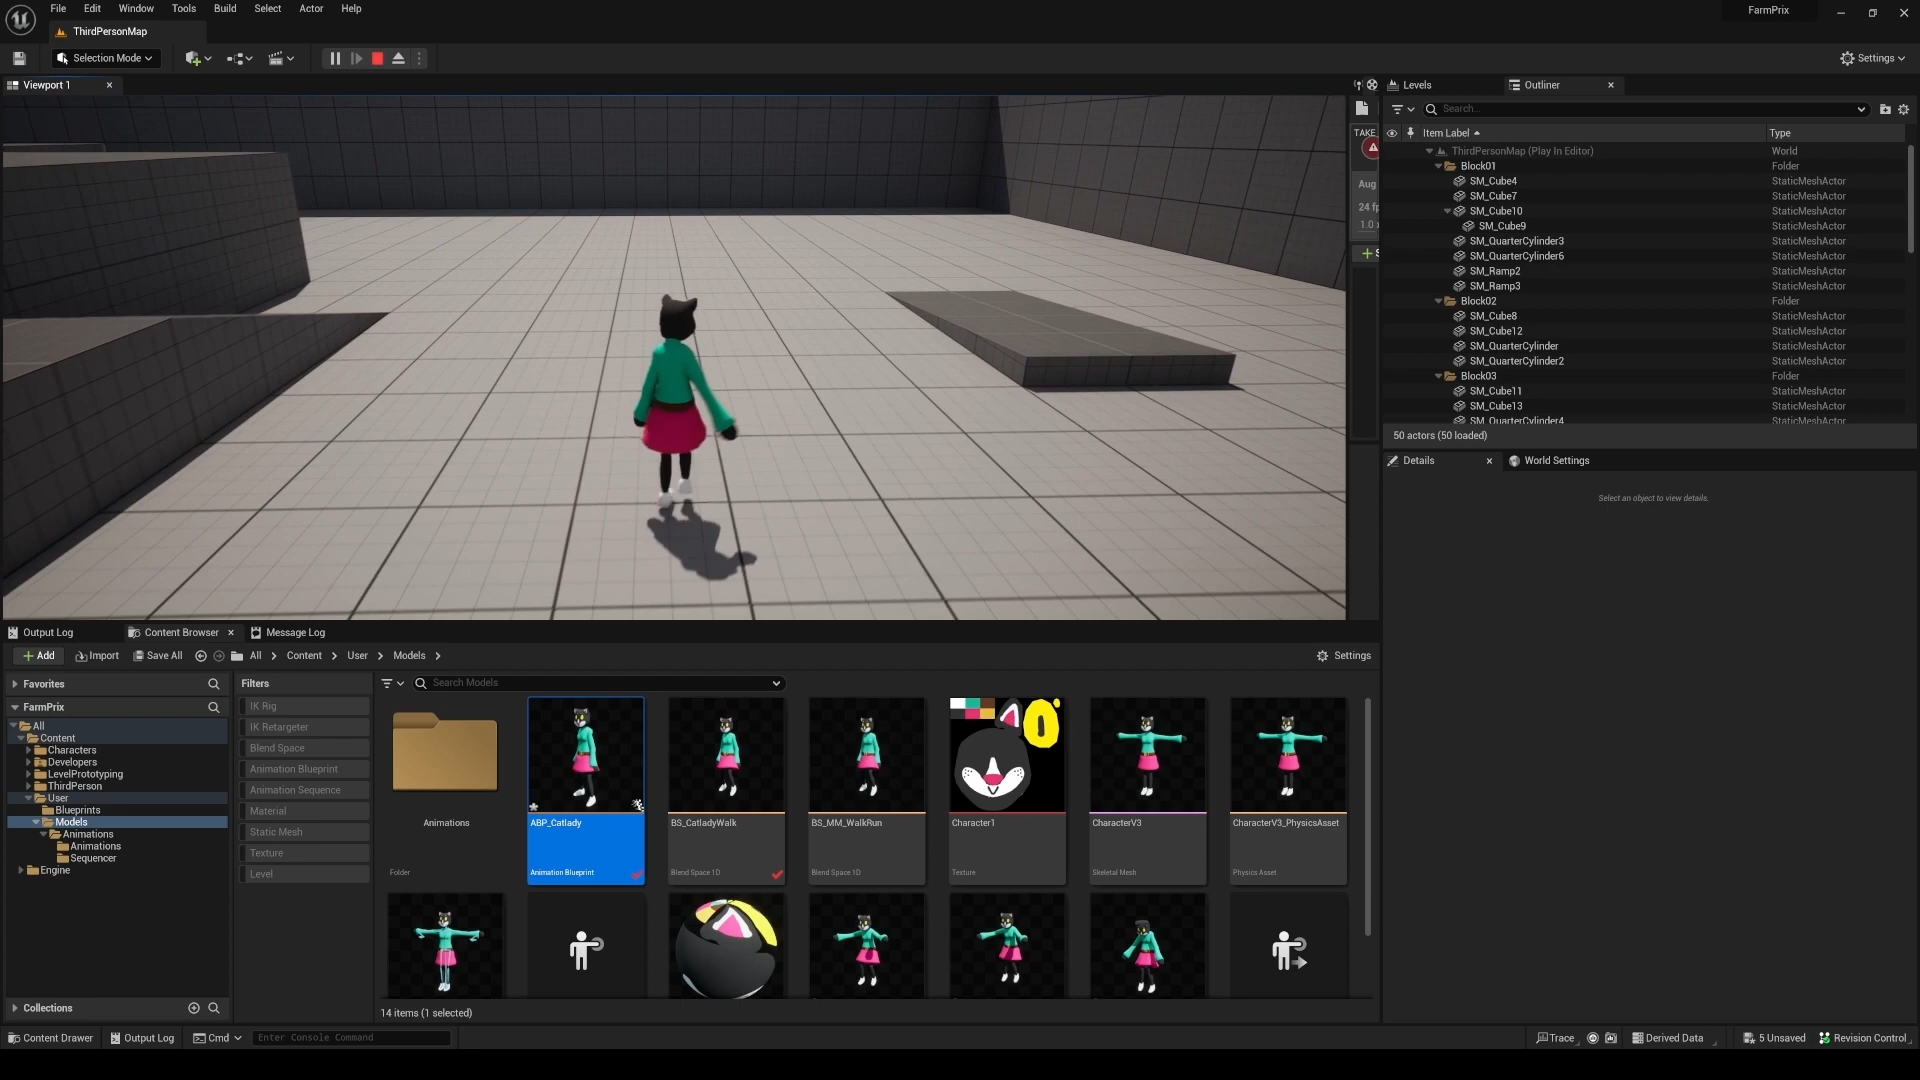 File Edit Window Tools Build Select Actor Help
FarmPrix
ThirdPersonMap
Selection Mode
Settings
Viewport 1
Levels
Outliner
Search...
TAKE
Item Label
Type
ThirdPersonMap (Play In Editor) World
Block01 Folder
SM_Cube4 StaticMeshActor
Aug
SM_Cube7 StaticMeshActor
24 fp
SM_Cube10 StaticMeshActor
1.0
SM_Cube9 StaticMeshActor
SM_QuarterCylinder3 StaticMeshActor
S
SM_QuarterCylinder6 StaticMeshActor
SM_Ramp2 StaticMeshActor
SM_Ramp3 StaticMeshActor
Block02 Folder
SM_Cube8 StaticMeshActor
SM_Cube12 StaticMeshActor
SM_QuarterCylinder StaticMeshActor
SM_QuarterCylinder2 StaticMeshActor
Block03 Folder
SM_Cube11 StaticMeshActor
SM_Cube13 StaticMeshActor
SM_QuarterCylinder4 StaticMeshActor
50 actors (50 loaded)
Details
World Settings
Select an object to view details.
Output Log
Content Browser
Message Log
Add
Import
Save All
All
Content
User
Models
Settings
Favorites
FarmPrix
All
Content
Characters
Developers
LevelPrototyping
ThirdPerson
User
Blueprints
Models
Animations
Animations
Sequencer
Engine
Collections
Filters
IK Rig
IK Retargeter
Blend Space
Animation Blueprint
Animation Sequence
Material
Static Mesh
Texture
Level
Search Models
Animations
Folder
ABP_Catlady
Animation Blueprint
BS_CatladyWalk
Blend Space 1D
BS_MM_WalkRun
Blend Space 1D
Character1
Texture
CharacterV3
Skeletal Mesh
CharacterV3_PhysicsAsset
Physics Asset
14 items (1 selected)
Content Drawer
Output Log
Cmd
Enter Console Command
Trace
Derived Data
5 Unsaved
Revision Control